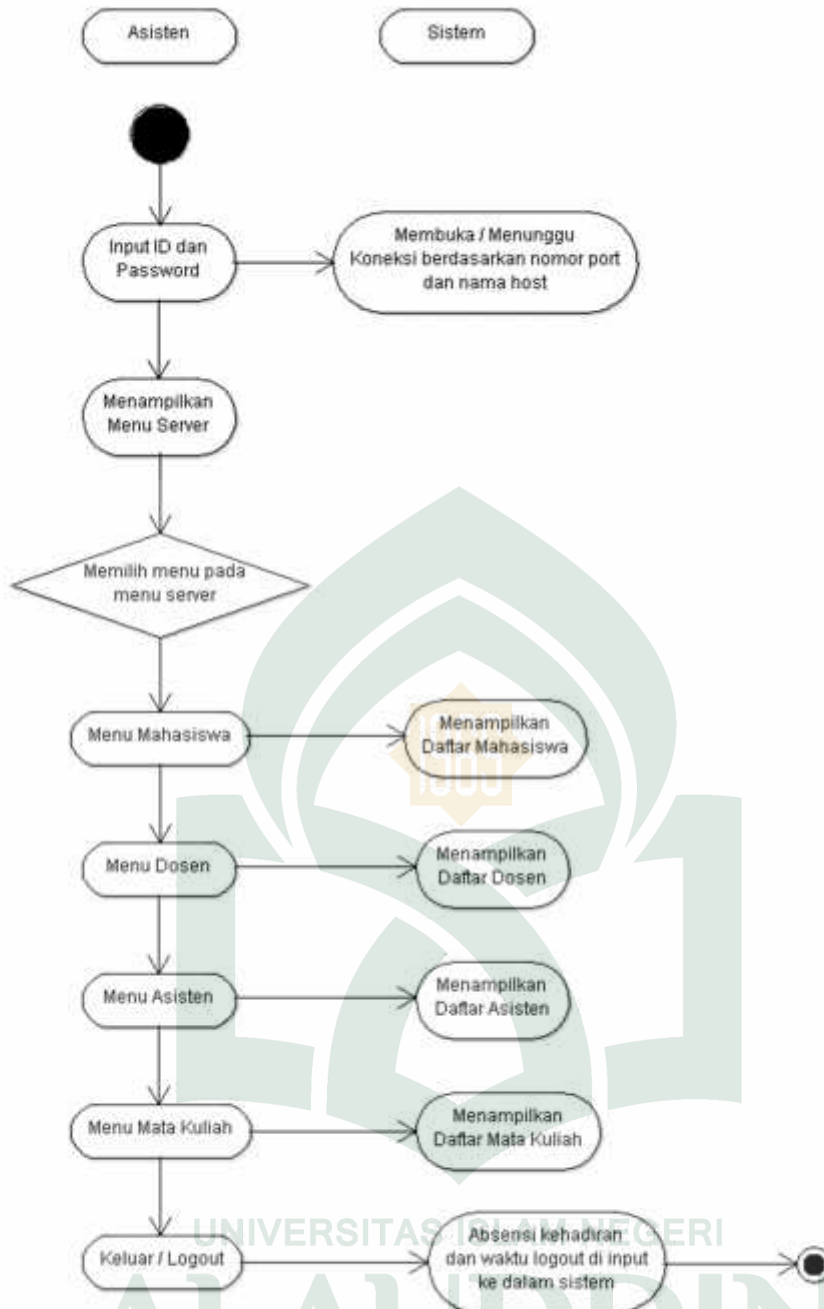 Asisten
Sistem
Input ID dan
Password
Membuka / Menunggu
Koneksi berdasarkan nomor port
dan nama host
Menampilkan
Menu Server
Memilih menu pada
menu server
Menu Mahasiswa
Menampilkan
Daftar Mahasiswa
1965
Menu Dosen
Menampilkan
Daftar Dosen
Menu Asisten
Menampilkan
Daftar Asisten
Menu Mata Kuliah
Menampilkan
Daftar Mata Kuliah
UNIVERSITAS ISLAM NEGERI
Keluar / Logout
Absensi kehadiran
dan waktu logout di input
ke dalam sistem
ALAUDDIN